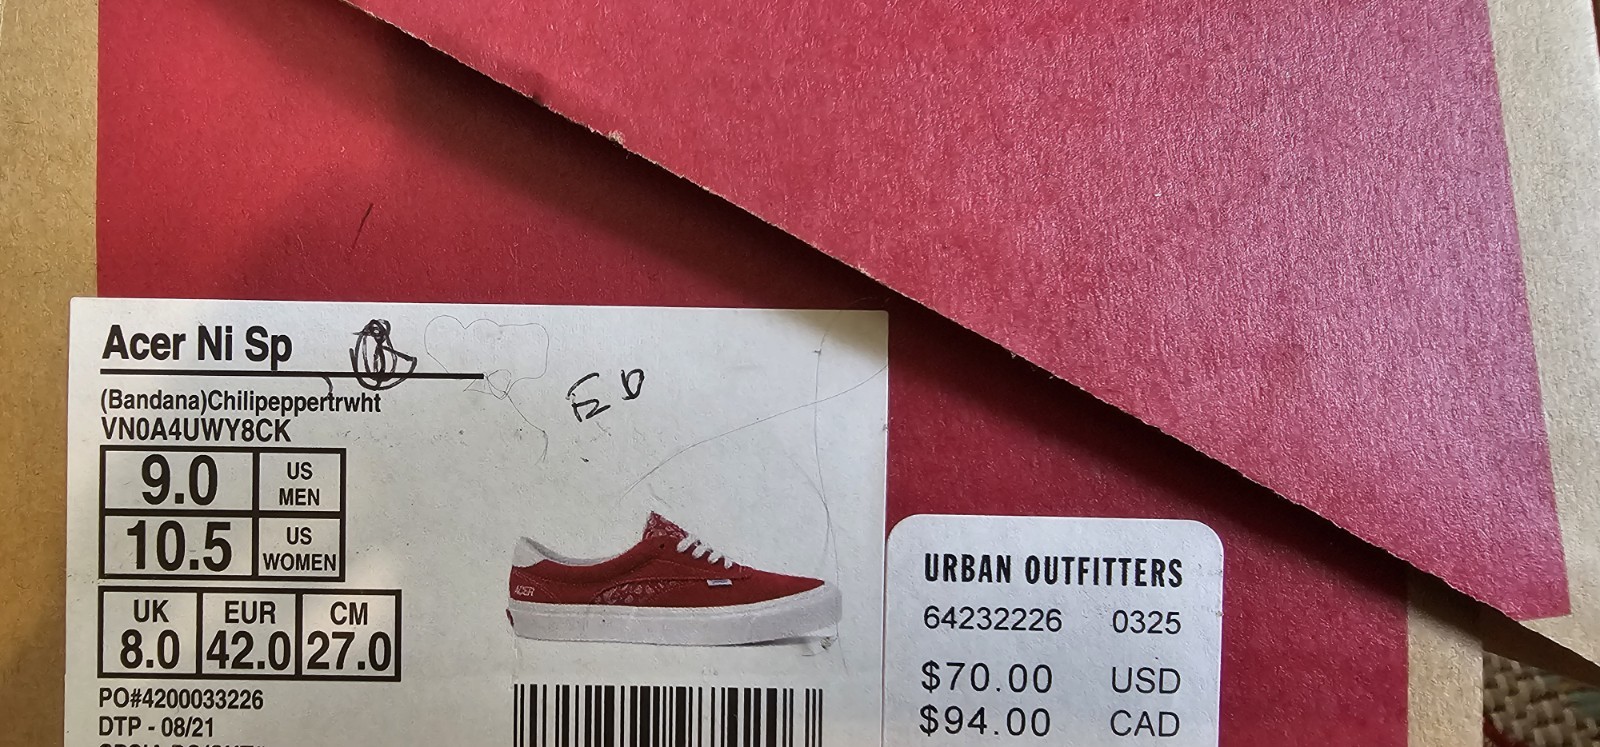 Acer Ni Sp
(Bandana)Chilipeppertrwht
VN0A4UWY8CK
9.0 US MEN
10.5 US WOMEN
UK EUR CM
8.0 42.0 27.0
PO#4200033226
DTP - 08/21
ACER
URBAN OUTFITTERS
64232226 0325
$70.00 USD
$94.00 CAD